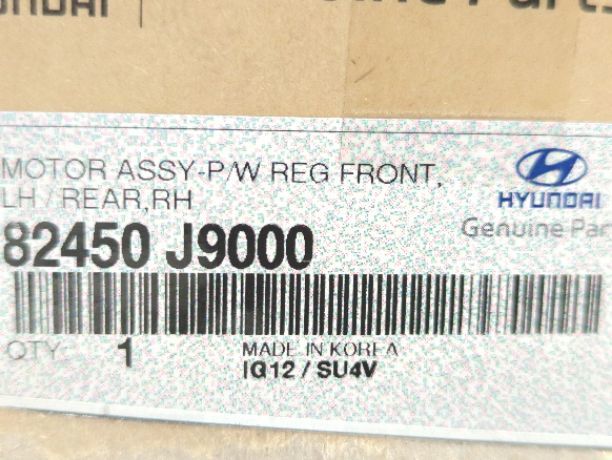 HYUNDAI
MOTOR ASSY-P/W REG FRONT,
LH / REAR,RH
HYUNDAI
Genuine Par
82450 J9000
QTY 1
MADE IN KOREA
IG12 / SU4V